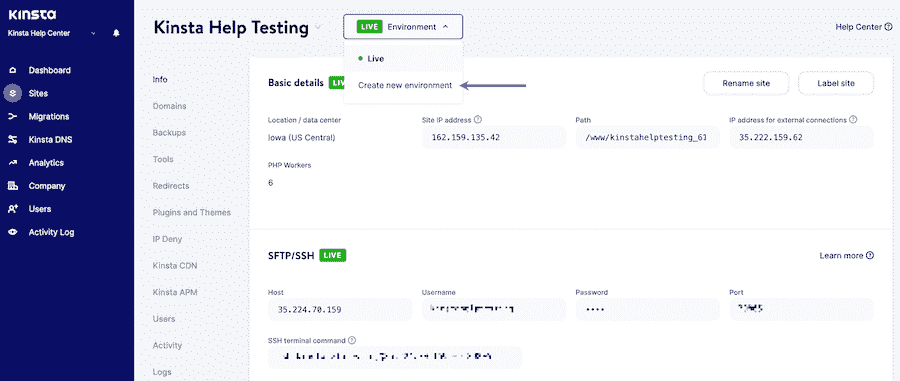 KINSTA
Kinsta Help Center
Dashboard
Sites
Migrations
Kinsta DNS
Analytics
Company
Users
Activity Log
Kinsta Help Testing
LIVE Environment
Help Center
Live
Create new environment
Info
Domains
Backups
Tools
Redirects
Plugins and Themes
IP Deny
Kinsta CDN
Kinsta APM
Users
Activity
Logs
Basic details
Rename site
Label site
Location / data center
Iowa (US Central)
Site IP address
162.159.135.42
Path
/www/kinstahelptesting_61
IP address for external connections
35.222.159.62
PHP Workers
6
SFTP/SSH LIVE
Learn more
Host
35.224.70.159
Username
Password
••••
Port
SSH terminal command